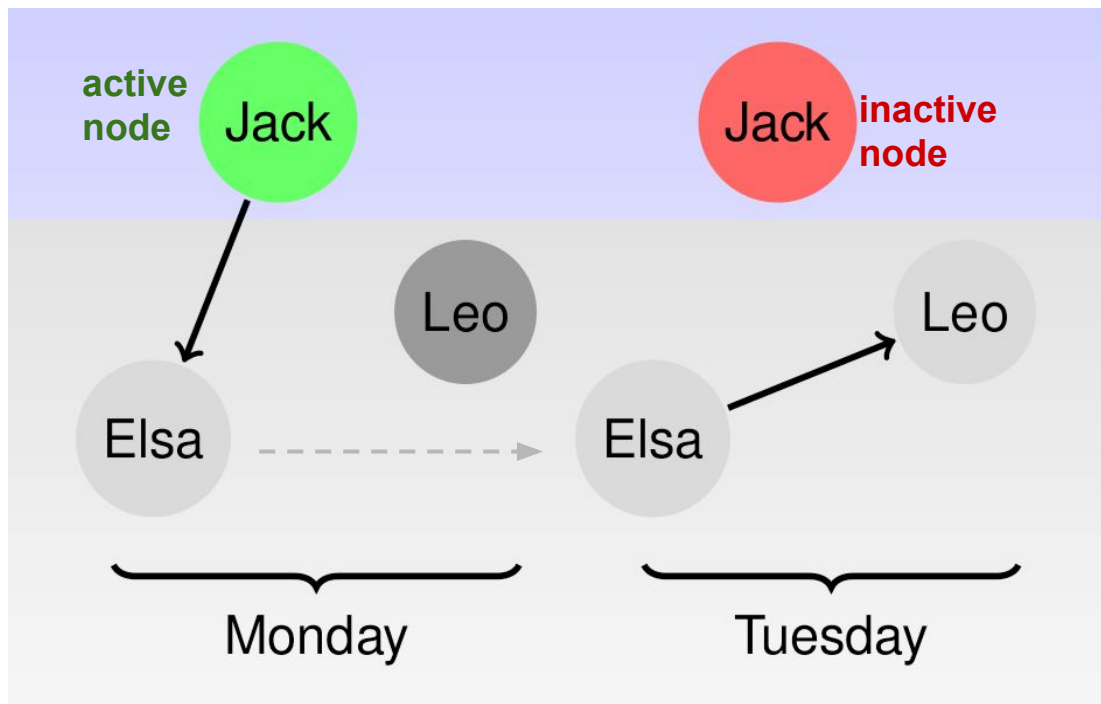 active
node
Jack
Jack
inactive
node
Leo
Leo
Elsa
Elsa
Monday
Tuesday